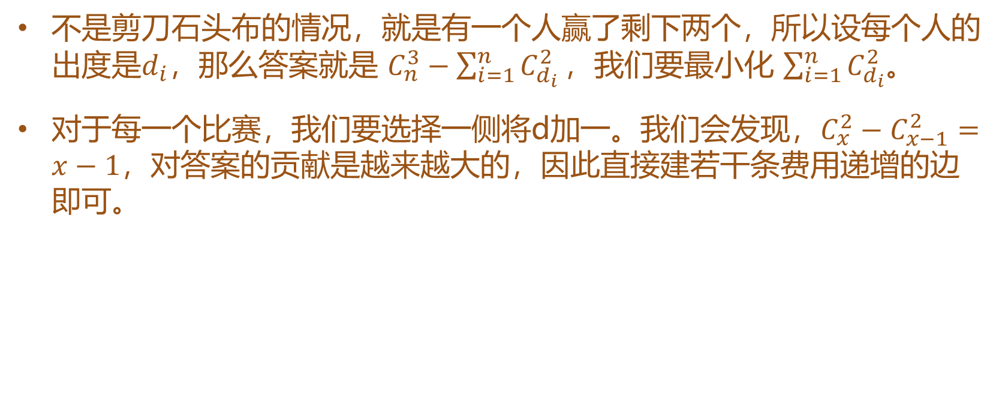 • 不是剪刀石头布的情况，就是有一个人赢了剩下两个，所以设每个人的
出度是$d_i$，那么答案就是 $C_n^3 - \sum_{i=1}^{n} C_{d_i}^2$ ，我们要最小化 $\sum_{i=1}^{n} C_{d_i}^2$。
• 对于每一个比赛，我们要选择一侧将d加一。我们会发现，$C_x^2 - C_{x-1}^2 =$
$x - 1$，对答案的贡献是越来越大的，因此直接建若干条费用递增的边
即可。